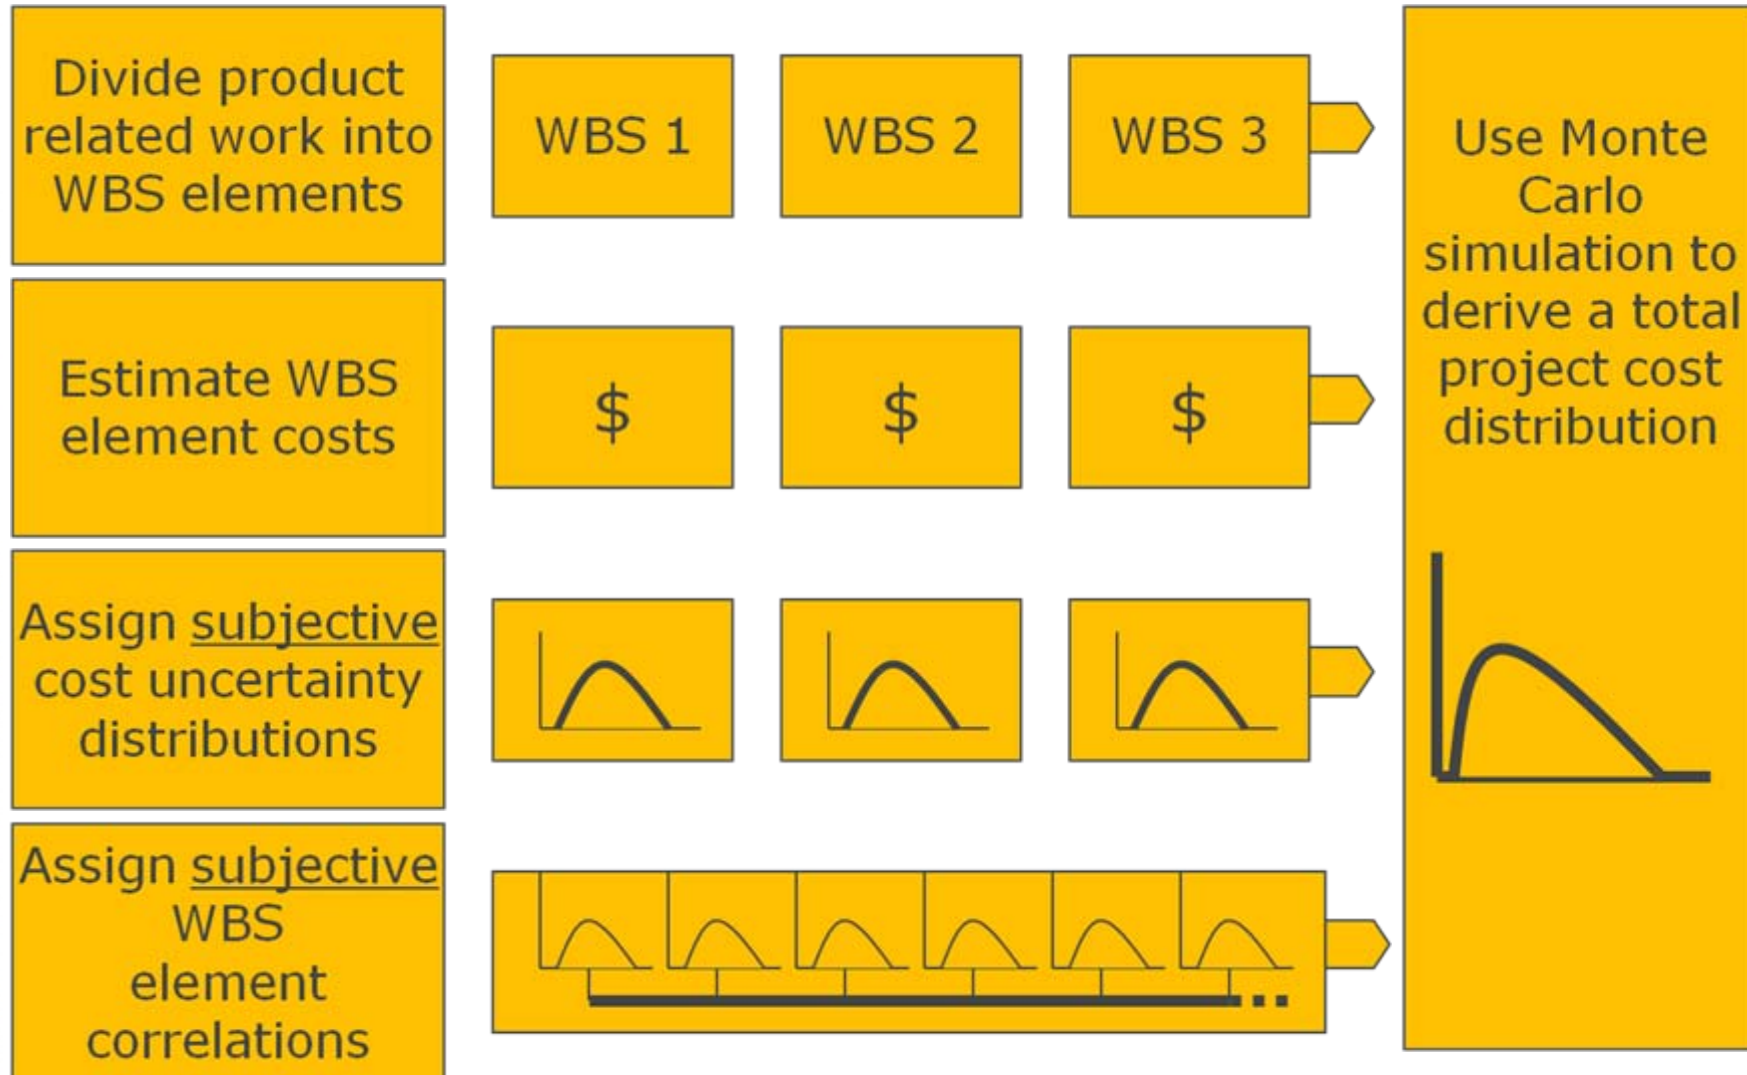 Divide product
related work into
WBS elements
WBS 1
WBS 2
WBS 3
Estimate WBS
element costs
$
$
$
Assign subjective
cost uncertainty
distributions
Assign subjective
WBS
element
correlations
Use Monte
Carlo
simulation to
derive a total
project cost
distribution